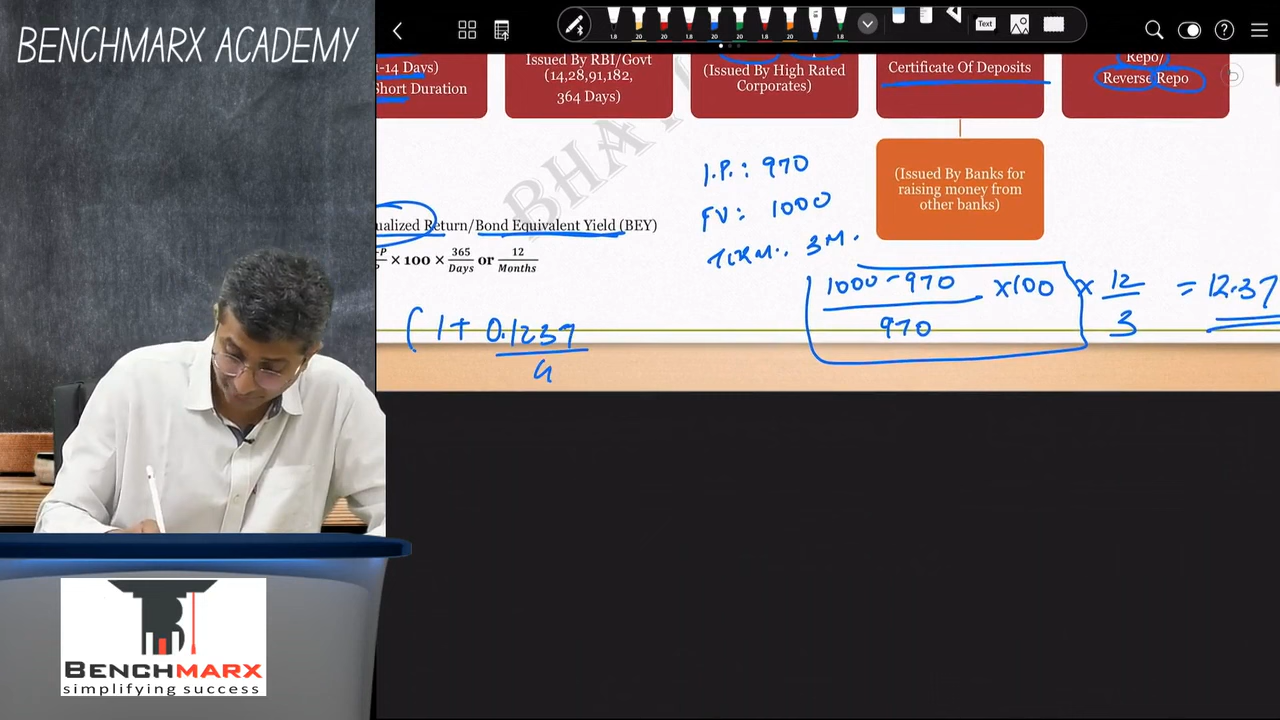 BENCHMARX ACADEMY
Text
1-14 Days)
Short Duration
Issued By RBI/Govt
(14,28,91,182,
364 Days)
(Issued By High Rated
Corporates)
Certificate Of Deposits
Repo/
Reverse Repo
(Issued By Banks for
raising money from
other banks)
I.P.: 970
FV: 1000
3M.
ualized Return/Bond Equivalent Yield (BEY)
× 100 × 365/Days or 12/Months
1000-970 / 970 ×100 × 12/3 = 12.37
( 1 + 0.1237 / 4
BENCHMARX
simplifying success